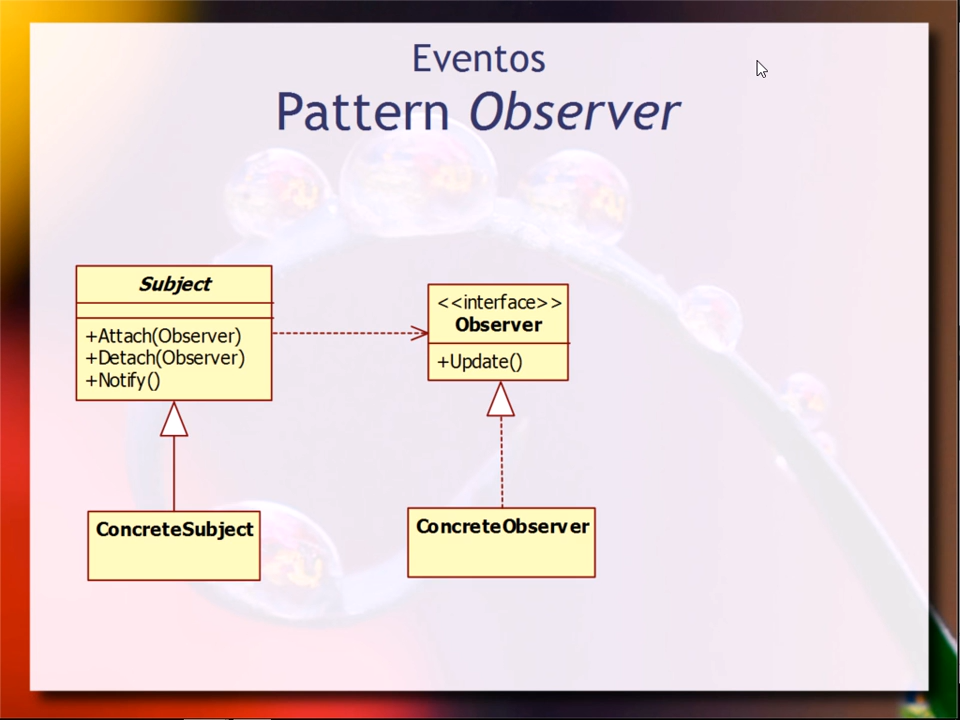 Eventos
Pattern Observer
Subject
+Attach(Observer)
+Detach(Observer)
+Notify()
<<interface>>
Observer
+Update()
ConcreteSubject
ConcreteObserver